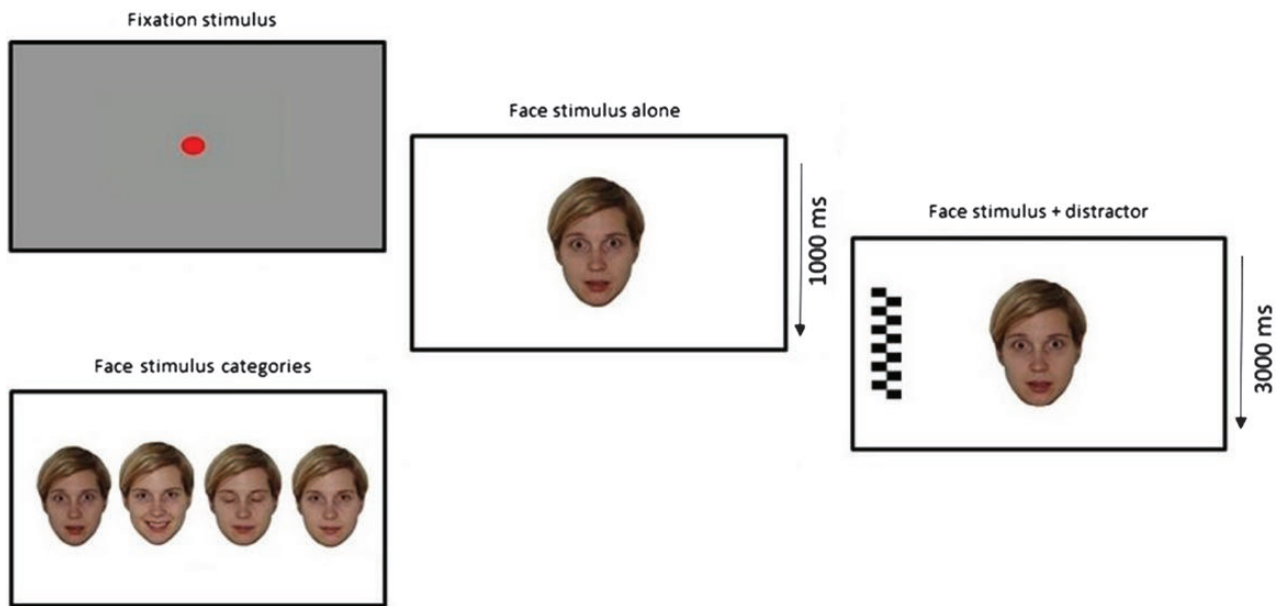 Fixation stimulus
Face stimulus alone
1000 ms
Face stimulus + distractor
3000 ms
Face stimulus categories